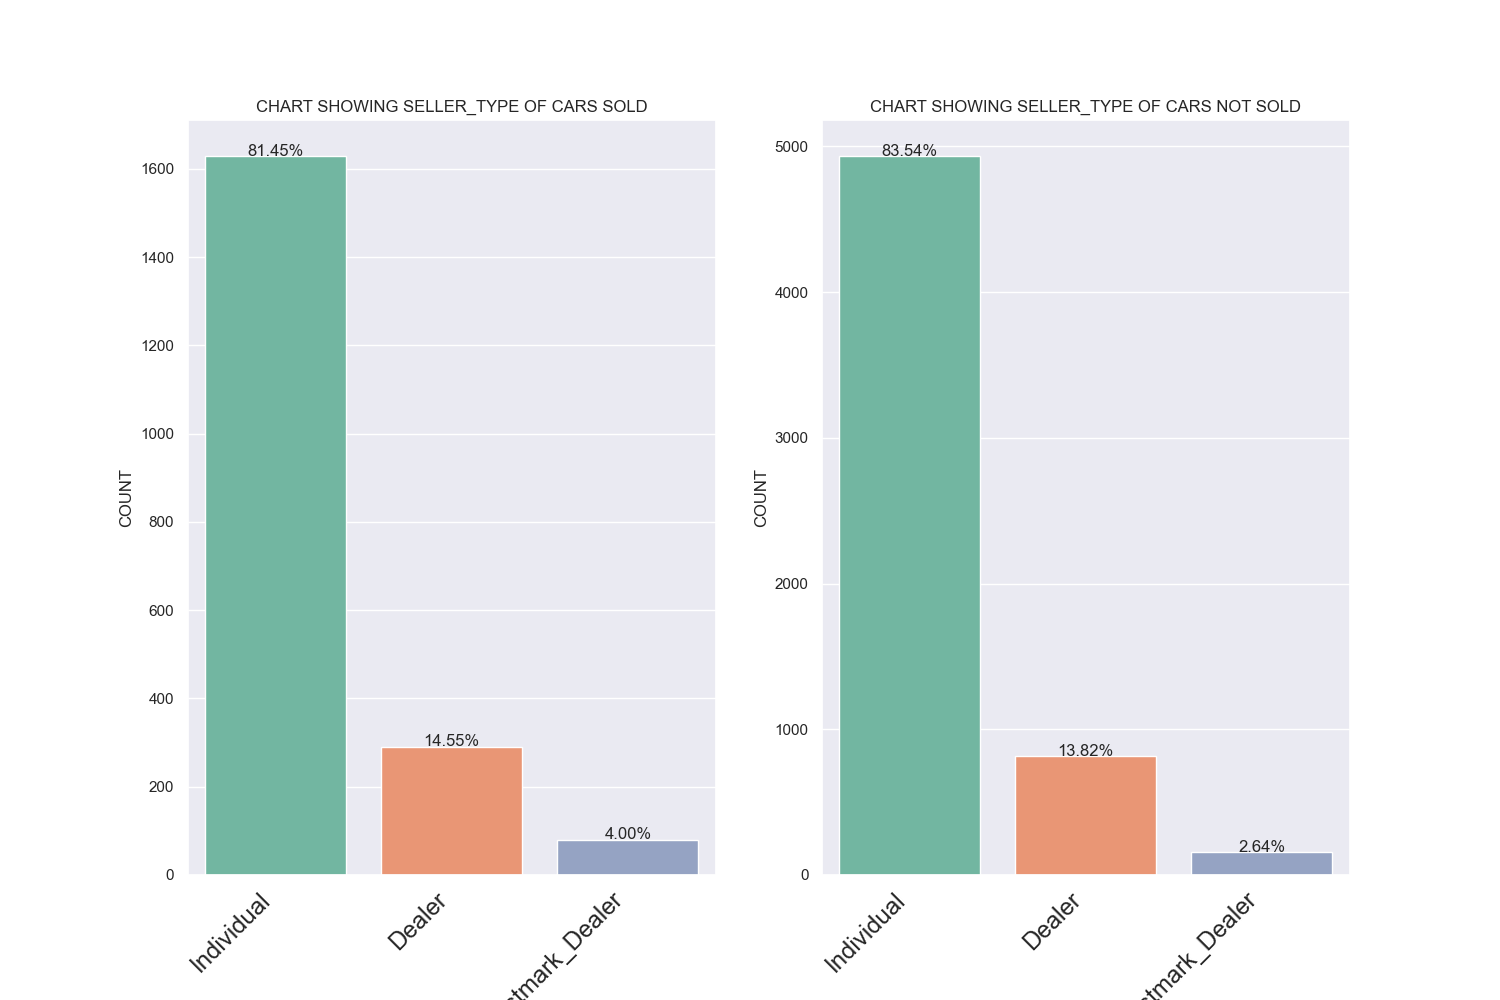 CHART SHOWING SELLER_TYPE OF CARS SOLD
81.45%
14.55%
4.00%
1600
1400
1200
1000
800
600
400
200
0
COUNT
Individual
Dealer
stmark_Dealer
CHART SHOWING SELLER_TYPE OF CARS NOT SOLD
83.54%
13.82%
2.64%
5000
4000
3000
2000
1000
0
COUNT
Individual
Dealer
stmark_Dealer